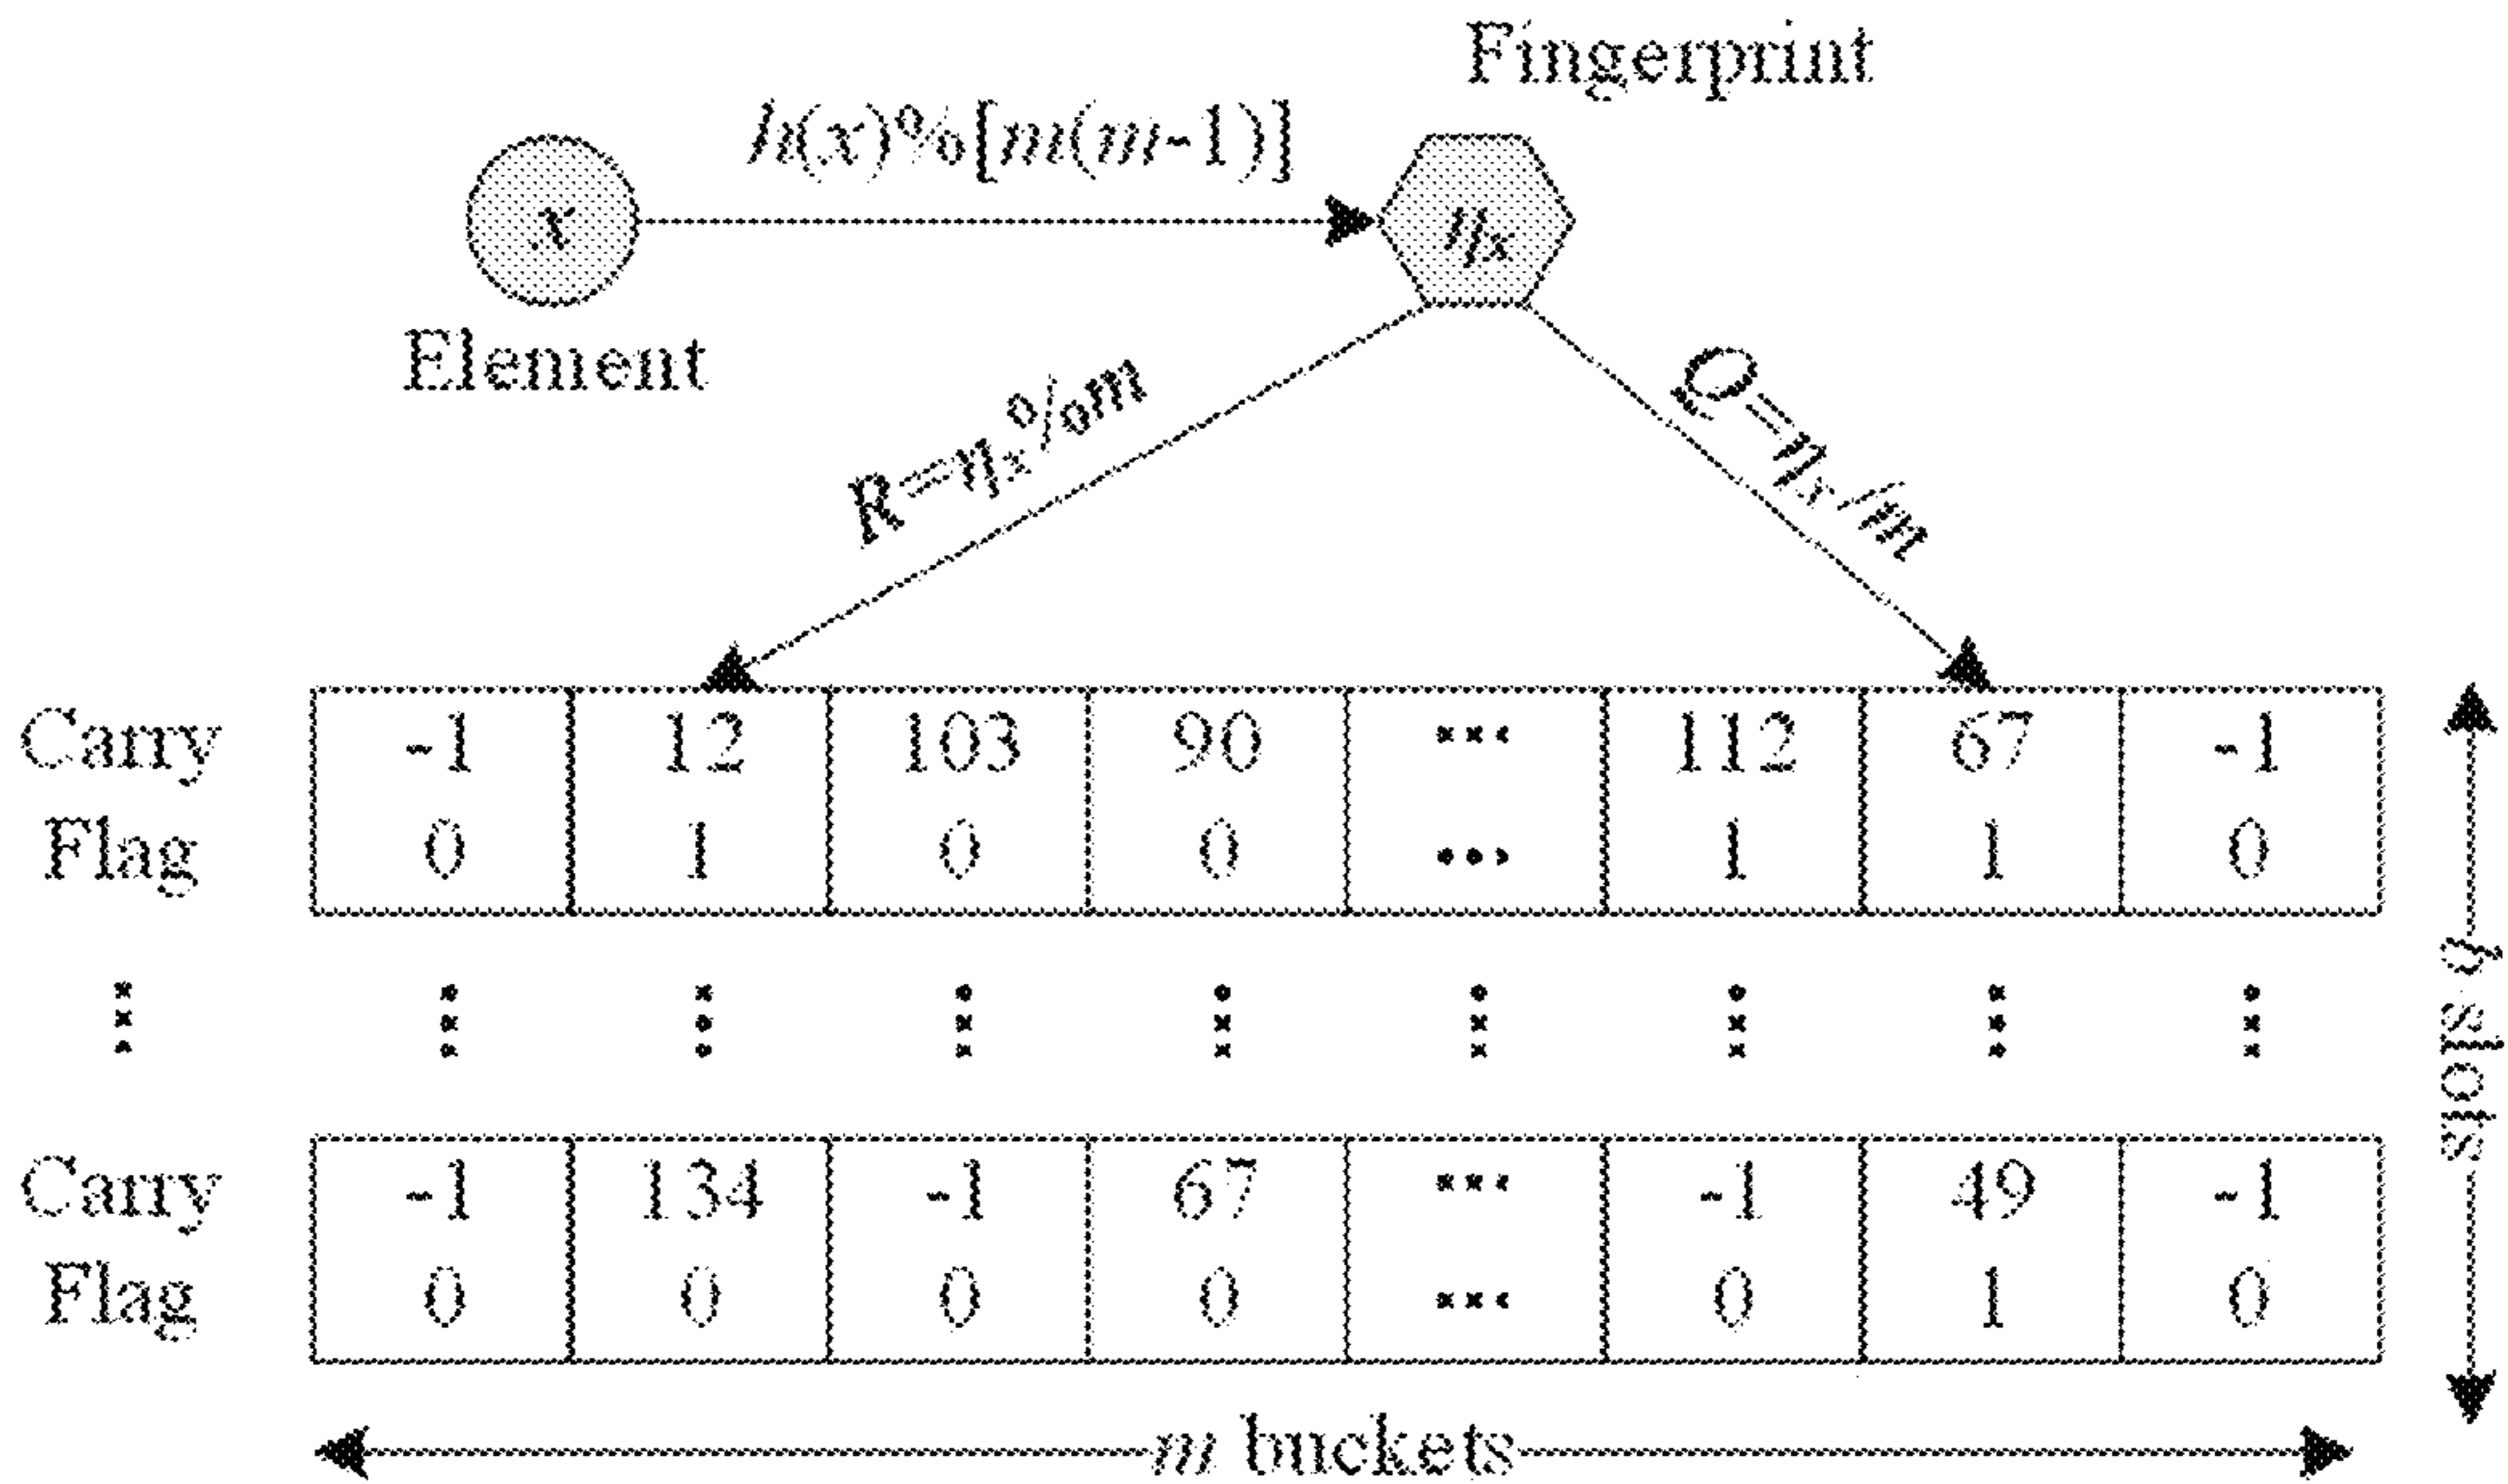 Fingerprint
h(x)%[m(m-1)]
x
ηx
Element
R=ηx%m
Q=ηx/m
Carry -1 12 103 90 ... 112 67 -1
Flag 0 1 0 0 ... 1 1 0
Carry -1 134 -1 67 ... -1 49 -1
Flag 0 0 0 0 ... 0 1 0
b slots
m buckets